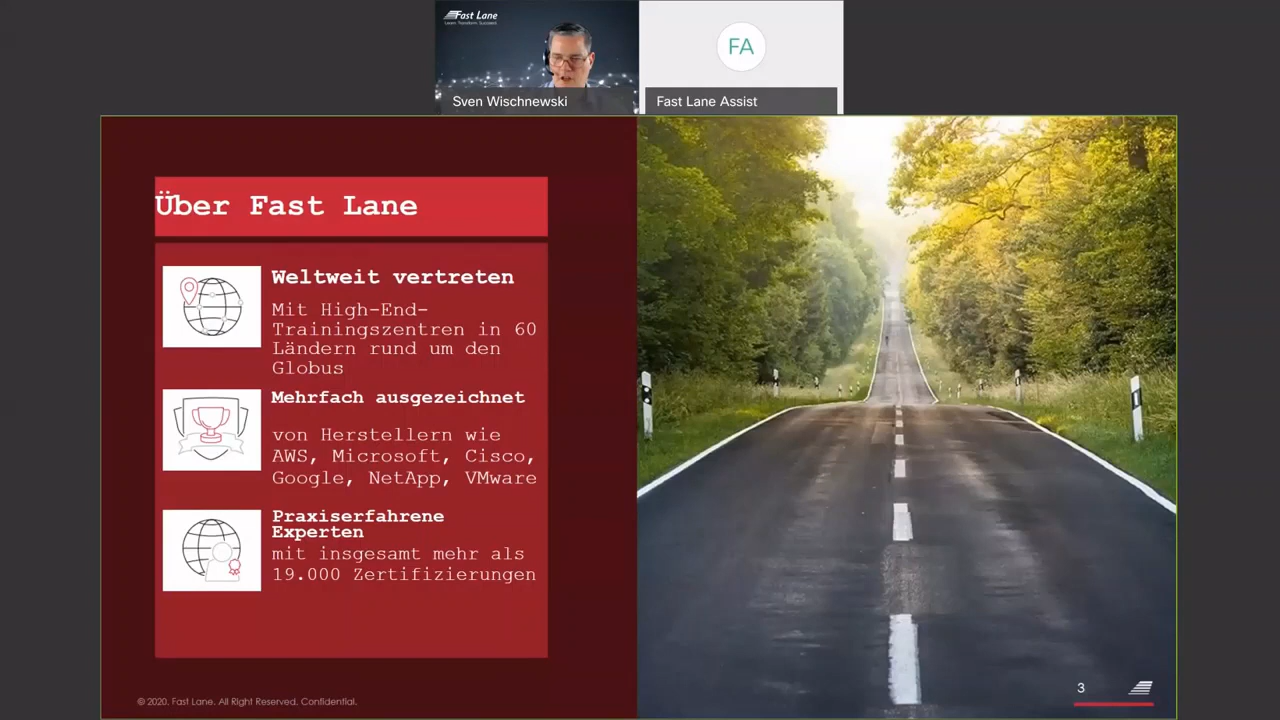 Fast Lane
Sven Wischnewski
FA
Fast Lane Assist
Über Fast Lane
Weltweit vertreten
Mit High-End-
Trainingszentren in 60
Ländern rund um den
Globus
Mehrfach ausgezeichnet
von Herstellern wie
AWS, Microsoft, Cisco,
Google, NetApp, VMware
Praxiserfahrene
Experten
mit insgesamt mehr als
19.000 Zertifizierungen
© 2020. Fast Lane. All Right Reserved. Confidential.
3